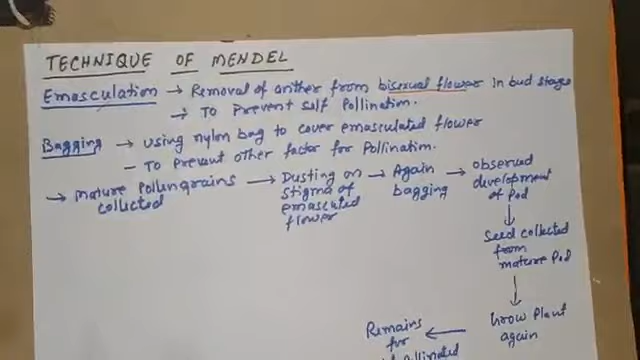 TECHNIQUE OF MENDEL
Emasculation → Removal of anther from bisexual flower in bud stage
→ To Prevent self Pollination.
Bagging → using nylon bag to cover emasculated flower
- To Prevent other factor for Pollination.
→ mature Pollengrains collected → Dusting on stigma of emasculated flower → Again bagging → observed development of Pod
↓
Seed collected from mature Pod
↓
Grow Plant again
← Remains for
Pollinated